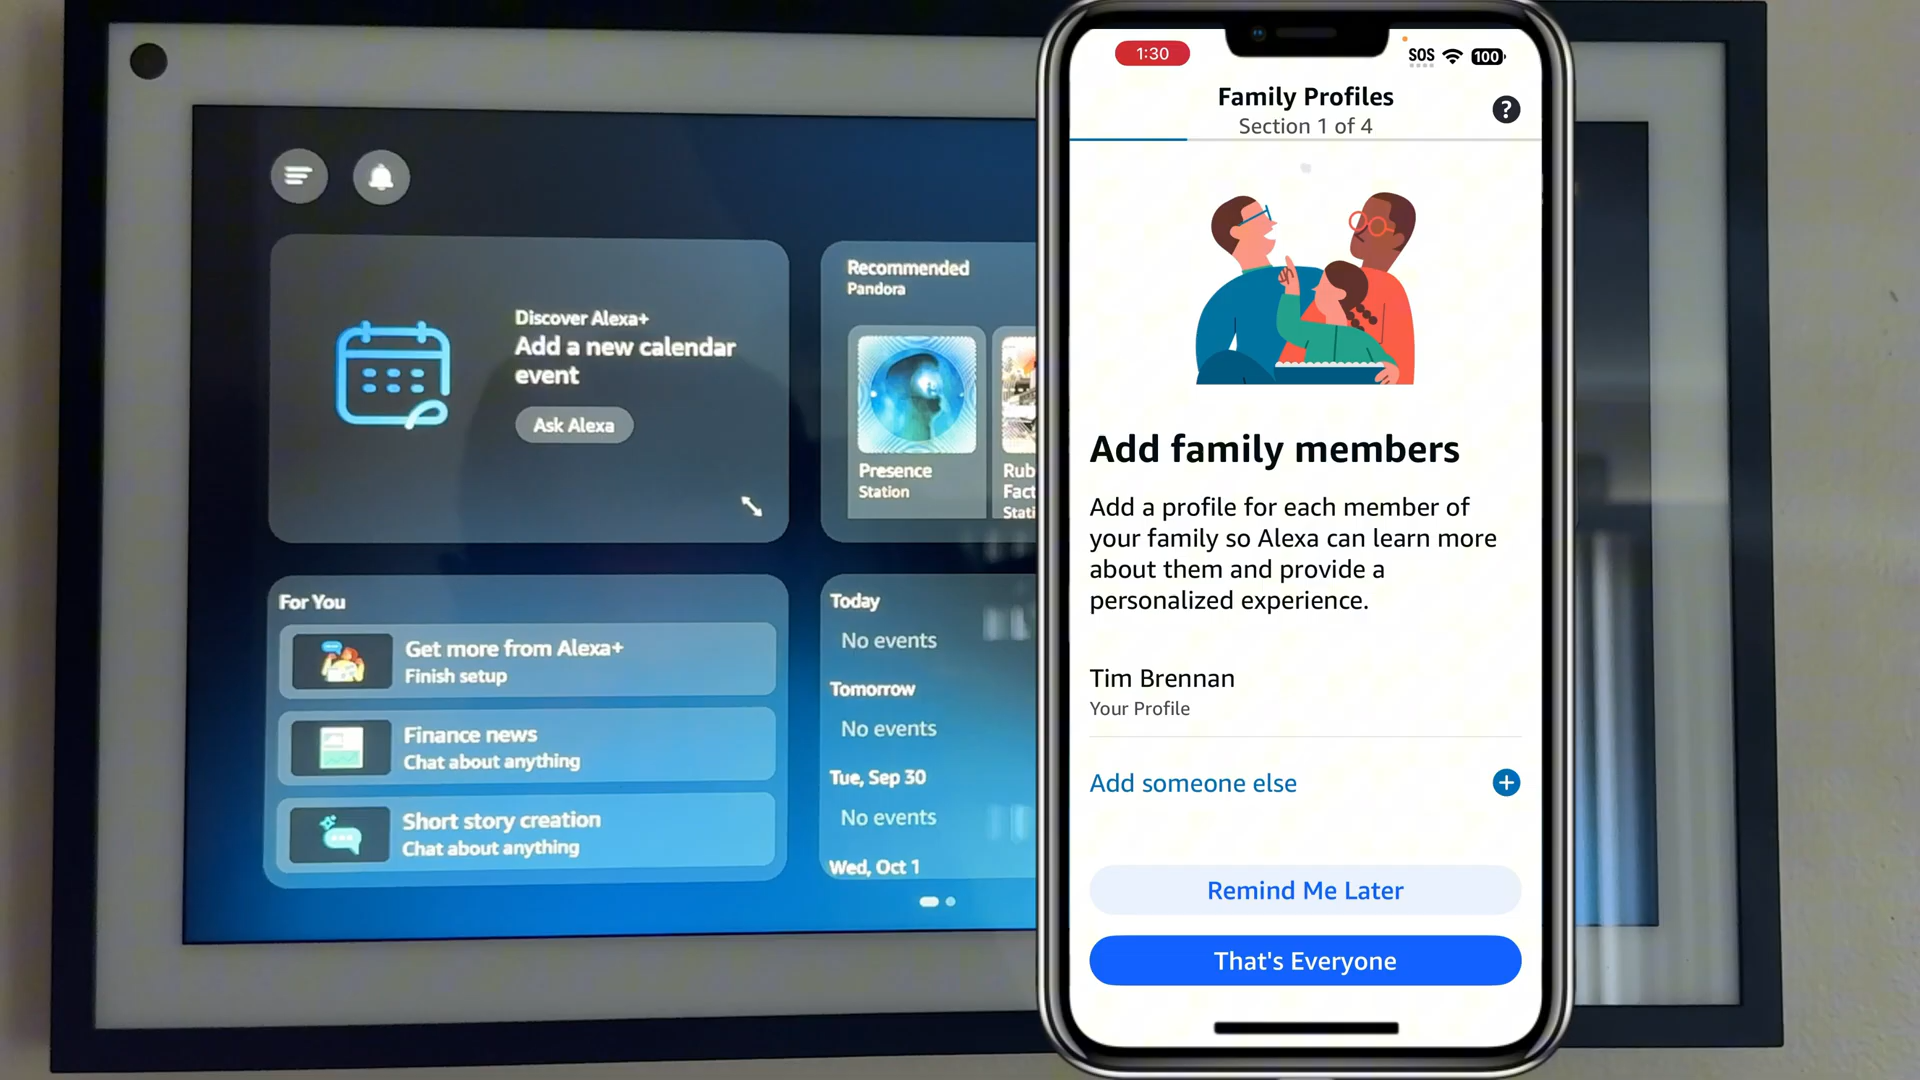 Discover Alexa+
Add a new calendar
event
Ask Alexa
Recommended
Pandora
Presence
Station
For You
Get more from Alexa+
Finish setup
Finance news
Chat about anything
Short story creation
Chat about anything
Today
No events
Tomorrow
No events
Tue, Sep 30
No events
Wed, Oct 1
1:30
SOS
100
Family Profiles
Section 1 of 4
?
Add family members
Add a profile for each member of
your family so Alexa can learn more
about them and provide a
personalized experience.
Tim Brennan
Your Profile
Add someone else
Remind Me Later
That's Everyone